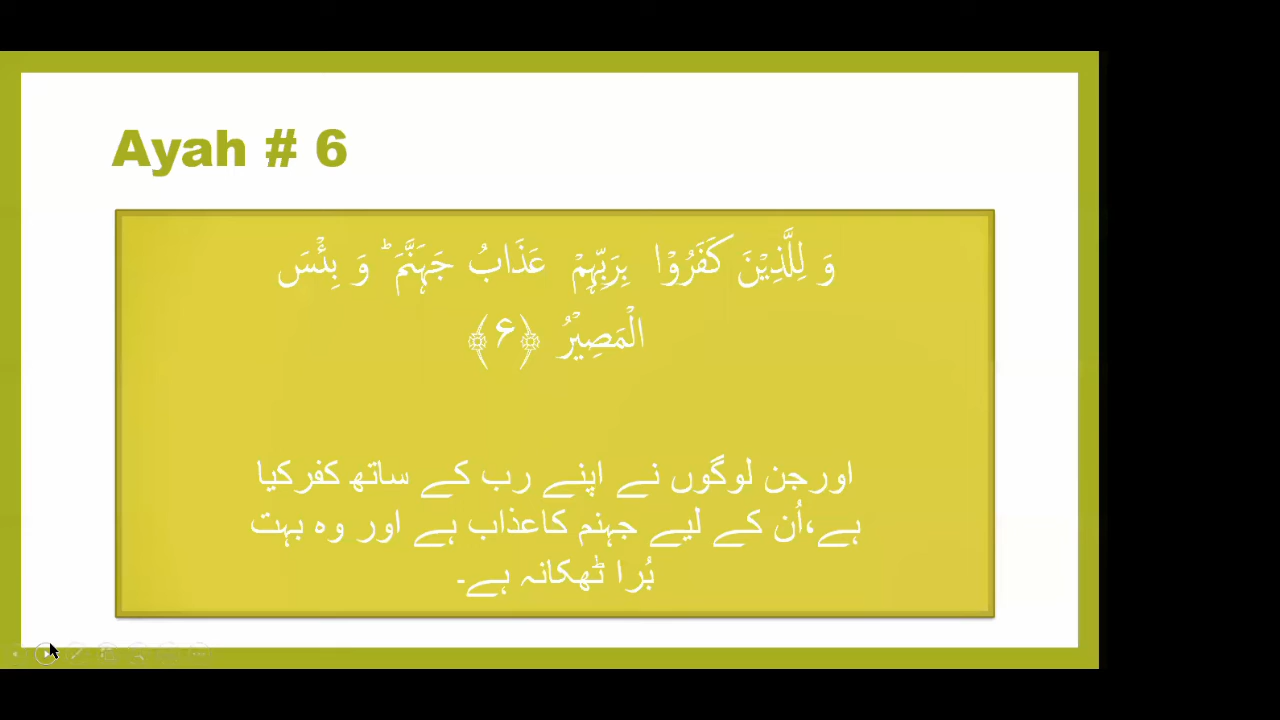 Ayah # 6
وَ لِلَّذِیۡنَ کَفَرُوۡا بِرَبِّہِمۡ عَذَابُ جَہَنَّمَ ؕ وَ بِئۡسَ
الۡمَصِیۡرُ ﴿۶﴾
اورجن لوگوں نے اپنے رب کے ساتھ کفرکیا
ہے،اُن کے لیے جہنم کاعذاب ہے اور وہ بہت
بُرا ٹھکانہ ہے۔